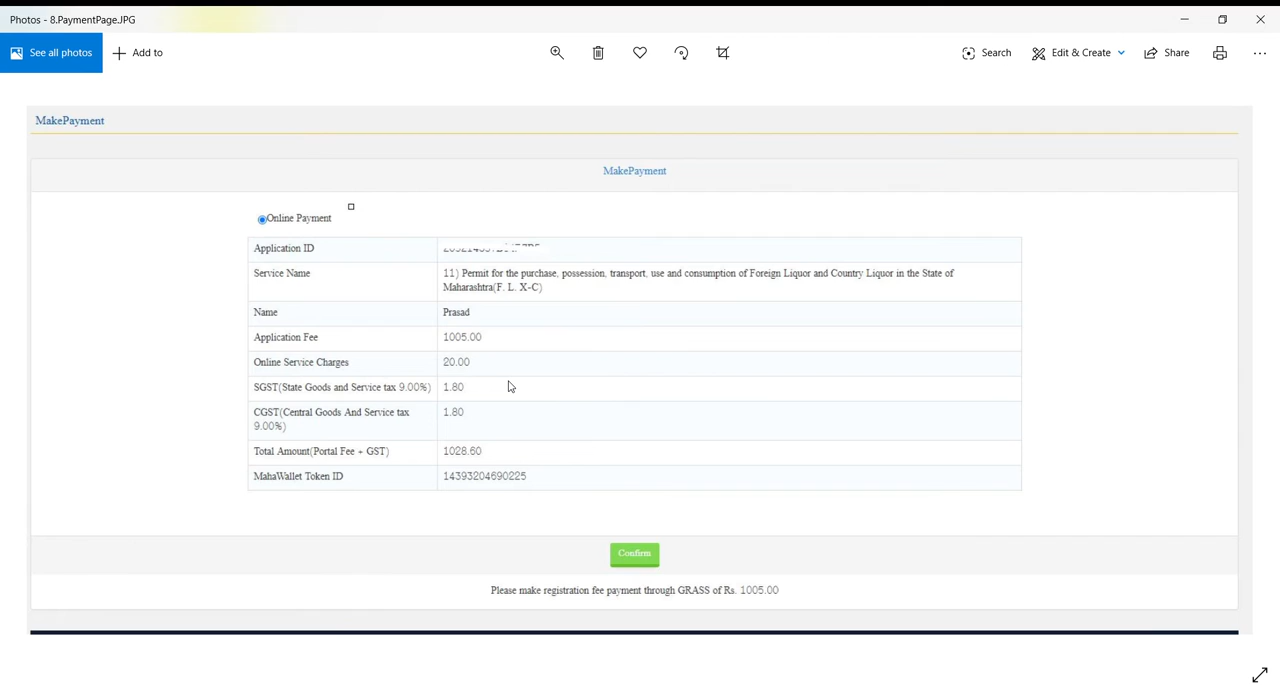 Photos - 8.PaymentPage.JPG
See all photos
Add to
Search
Edit & Create
Share
MakePayment
MakePayment
Online Payment
Application ID
Service Name 11) Permit for the purchase, possession, transport, use and consumption of Foreign Liquor and Country Liquor in the State of
Maharashtra(F. L. X-C)
Name Prasad
Application Fee 1005.00
Online Service Charges 20.00
SGST(State Goods and Service tax 9.00%) 1.80
CGST(Central Goods And Service tax 1.80
9.00%)
Total Amount(Portal Fee + GST) 1028.60
MahaWallet Token ID 14393204690225
Confirm
Please make registration fee payment through GRASS of Rs. 1005.00